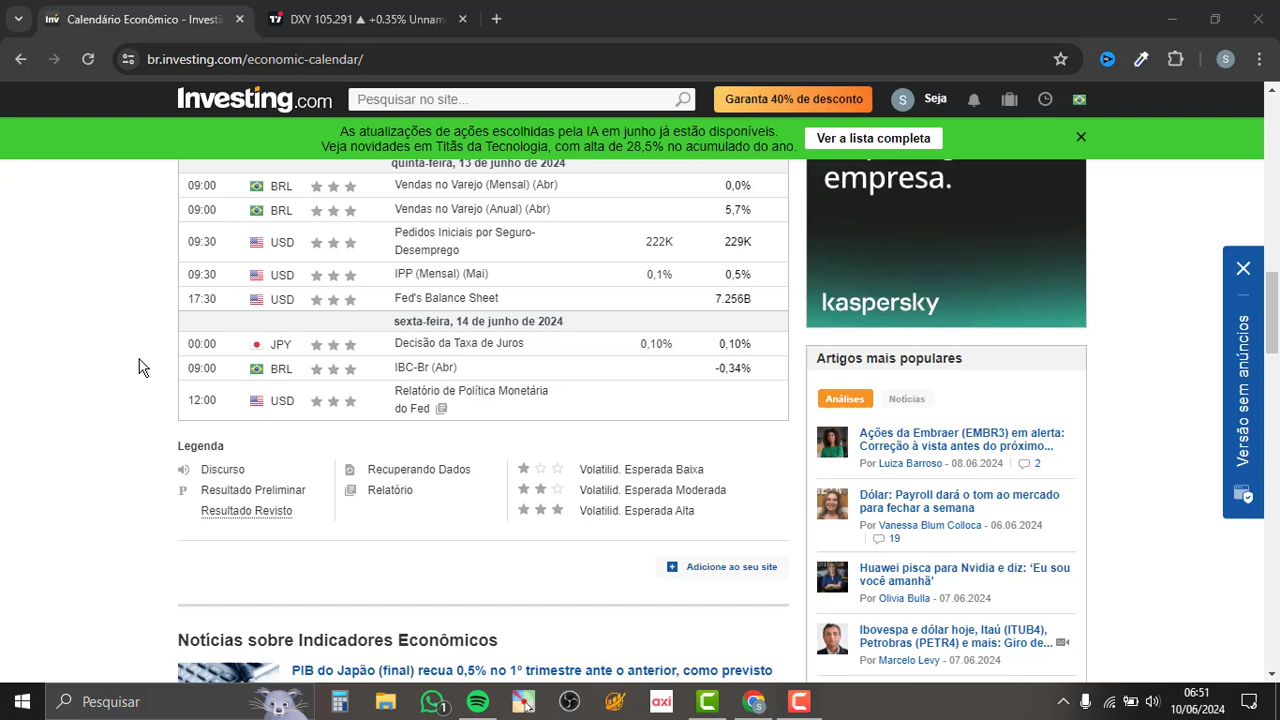 Calendário Econômico - Investi
DXY 105.291 ▲ +0.35% Unnam
br.investing.com/economic-calendar/
S
Investing.com
Pesquisar no site...
Garanta 40% de desconto
S
Seja
As atualizações de ações escolhidas pela IA em junho já estão disponíveis.
Veja novidades em Titãs da Tecnologia, com alta de 28,5% no acumulado do ano.
Ver a lista completa
quinta-feira, 13 de junho de 2024
09:00 BRL Vendas no Varejo (Mensal) (Abr) 0,0%
09:00 BRL Vendas no Varejo (Anual) (Abr) 5,7%
09:30 USD Pedidos Iniciais por Seguro-
Desemprego 222K 229K
09:30 USD IPP (Mensal) (Mai) 0,1% 0,5%
17:30 USD Fed's Balance Sheet 7.256B
sexta-feira, 14 de junho de 2024
00:00 JPY Decisão da Taxa de Juros 0,10% 0,10%
09:00 BRL IBC-Br (Abr) -0,34%
12:00 USD Relatório de Política Monetária
do Fed
Legenda
Discurso
P Resultado Preliminar
Resultado Revisto
Recuperando Dados
Relatório
Volatilid. Esperada Baixa
Volatilid. Esperada Moderada
Volatilid. Esperada Alta
Adicione ao seu site
Notícias sobre Indicadores Econômicos
PIB do Japão (final) recua 0,5% no 1º trimestre ante o anterior, como previsto
empresa.
kaspersky
Artigos mais populares
Análises
Notícias
Ações da Embraer (EMBR3) em alerta:
Correção à vista antes do próximo...
Por Luiza Barroso - 08.06.2024 2
Dólar: Payroll dará o tom ao mercado
para fechar a semana
Por Vanessa Blum Colloca - 06.06.2024
19
Huawei pisca para Nvidia e diz: ‘Eu sou
você amanhã’
Por Olivia Bulla - 07.06.2024
Ibovespa e dólar hoje, Itaú (ITUB4),
Petrobras (PETR4) e mais: Giro de...
Por Marcelo Levy - 07.06.2024
Versão sem anúncios
Pesquisar
1
axi
06:51
10/06/2024